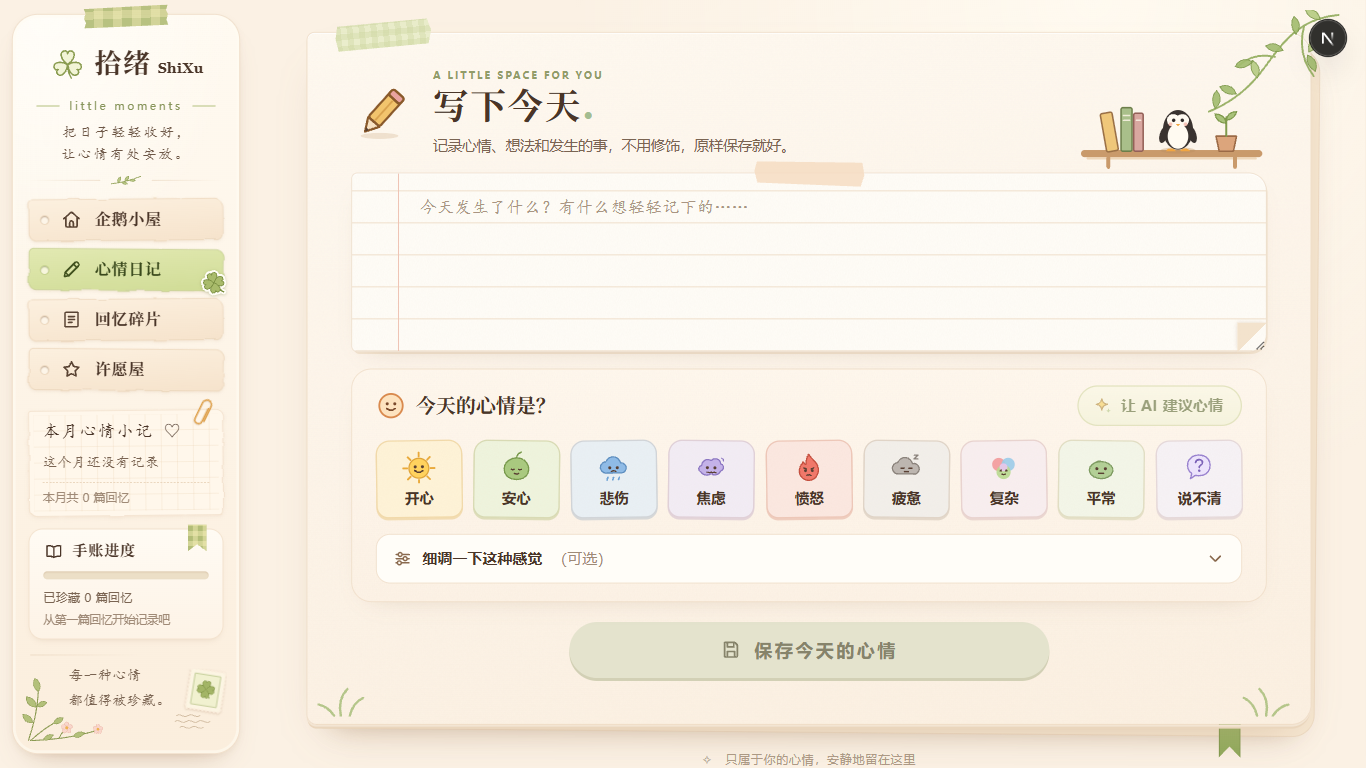 拾绪 ShiXu
little moments
把日子轻轻收好，
让心情有处安放。
企鹅小屋
心情日记
回忆碎片
许愿屋
本月心情小记 ♡
这个月还没有记录
本月共 0 篇回忆
手账进度
已珍藏 0 篇回忆
从第一篇回忆开始记录吧
每一种心情
都值得被珍藏。
A LITTLE SPACE FOR YOU
写下今天.
记录心情、想法和发生的事，不用修饰，原样保存就好。
今天发生了什么？有什么想轻轻记下的……
今天的心情是?
让 AI 建议心情
开心
安心
悲伤
焦虑
愤怒
疲惫
复杂
平常
说不清
细调一下这种感觉 (可选)
保存今天的心情
只属于你的心情，安静地留在这里
N